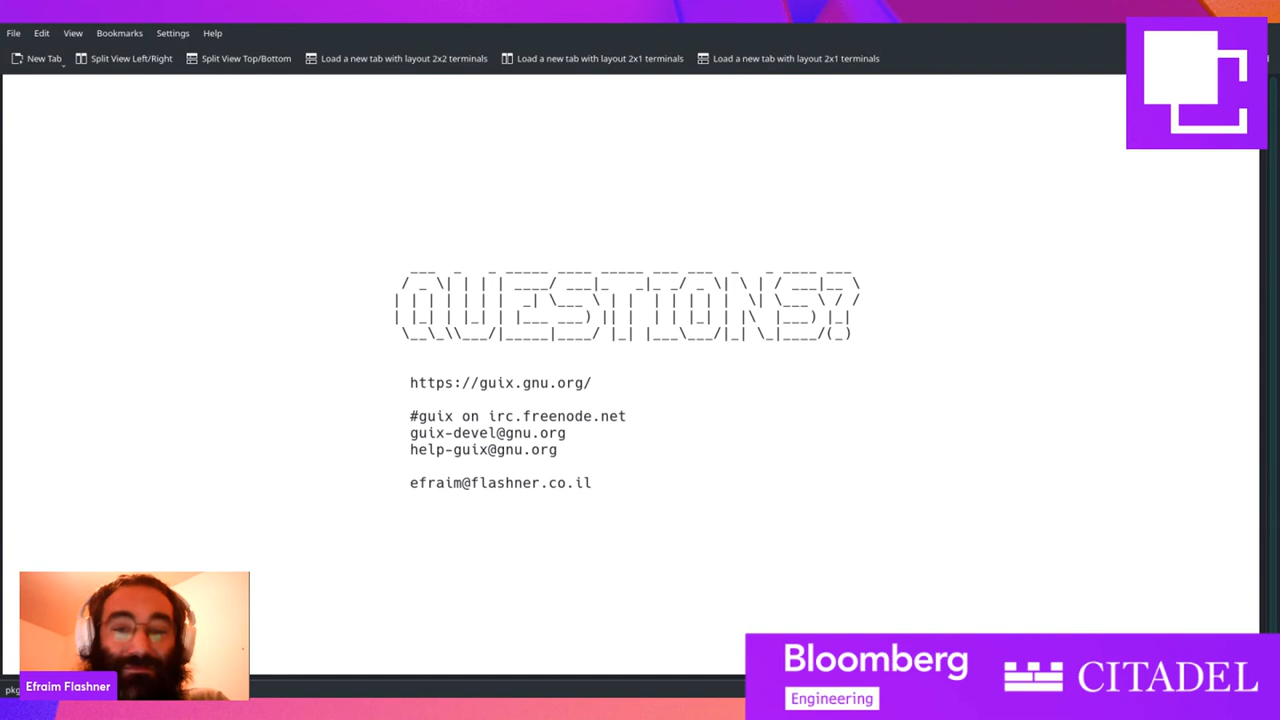 File Edit View Bookmarks Settings Help
New Tab Split View Left/Right Split View Top/Bottom Load a new tab with layout 2x2 terminals Load a new tab with layout 2x1 terminals Load a new tab with layout 2x1 terminals
QUESTIONS?
https://guix.gnu.org/
#guix on irc.freenode.net
guix-devel@gnu.org
help-guix@gnu.org
efraim@flashner.co.il
Efraim Flashner
Bloomberg
Engineering
CITADEL